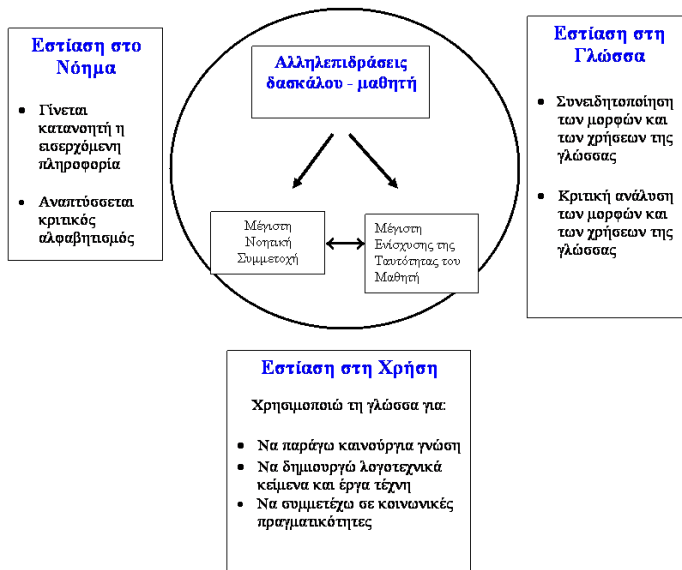 Εστίαση στο
Νόημα
• Γίνεται
κατανοητή η
εισερχόμενη
πληροφορία
• Αναπτύσσεται
κριτικός
αλφαβητισμός
Αλληλεπιδράσεις
δασκάλου - μαθητή
Μέγιστη
Νοητική
Συμμετοχή
Μέγιστη
Ενίσχυσης της
Ταυτότητας του
Μαθητή
Εστίαση στη
Γλώσσα
• Συνειδητοποίηση
των μορφών και
των χρήσεων της
γλώσσας
• Κριτική ανάλυση
των μορφών και
των χρήσεων της
γλώσσας
Εστίαση στη Χρήση
Χρησιμοποιώ τη γλώσσα για:
• Να παράγω καινούργια γνώση
• Να δημιουργώ λογοτεχνικά
κείμενα και έργα τέχνη
• Να συμμετέχω σε κοινωνικές
πραγματικότητες